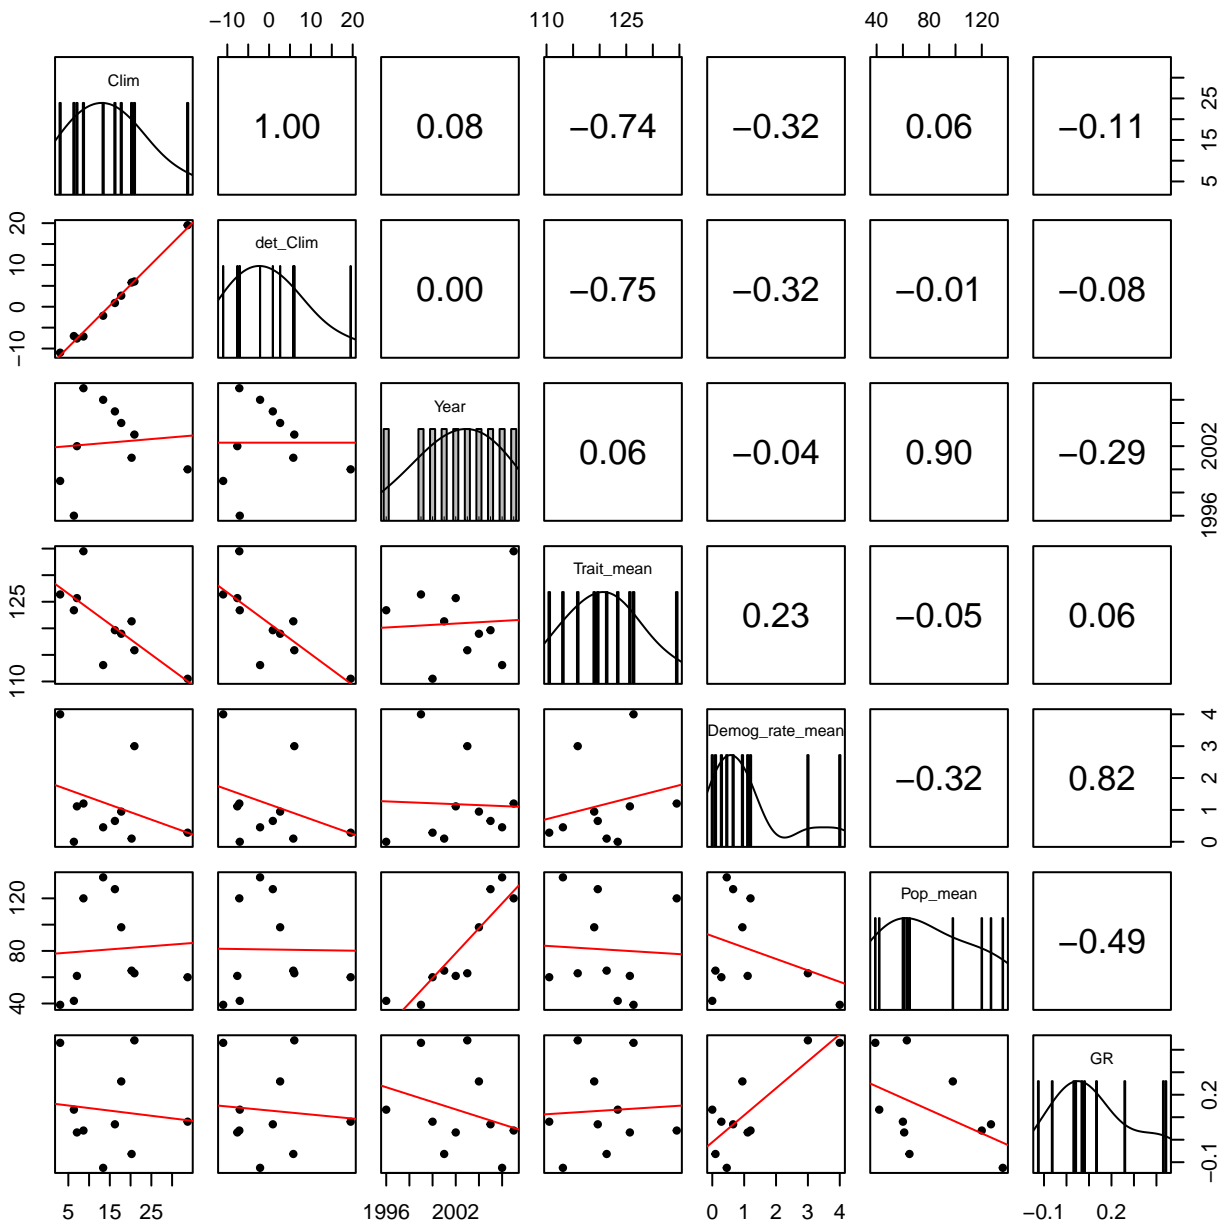 −10 0 10 20 110 125 40 80 120
Clim 1.00 0.08 −0.74 −0.32 0.06 −0.11
5 15 25
−10 0 10 20
det_Clim 0.00 −0.75 −0.32 −0.01 −0.08
Year 0.06 −0.04 0.90 −0.29
1996 2002
110 125
Trait_mean 0.23 −0.05 0.06
Demog_rate_mean −0.32 0.82
0 1 2 3 4
40 80 120
Pop_mean −0.49
GR
−0.1 0.2
5 15 25 1996 2002 0 1 2 3 4 −0.1 0.2